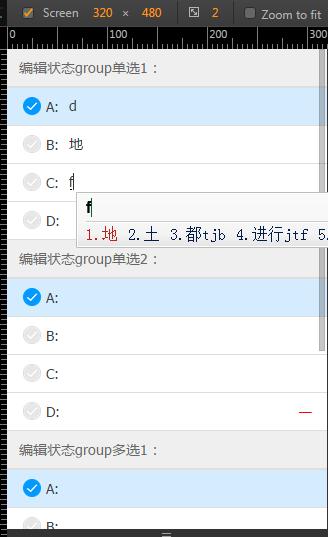 Screen 320 × 480 2 Zoom to fit
0 100 200 300
编辑状态group单选1：
A: d
B: 地
C: f
f
1.地 2.土 3.都tjb 4.进行jtf 5.
D:
编辑状态group单选2：
A:
B:
C:
D:
编辑状态group多选1：
A:
B: